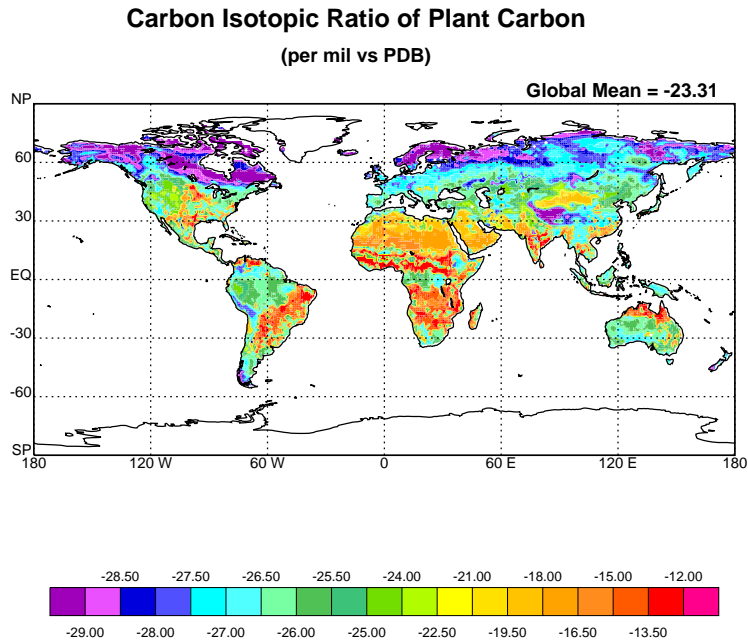 Carbon Isotopic Ratio of Plant Carbon
(per mil vs PDB)
Global Mean = -23.31
NP
60
30
EQ
-30
-60
SP
180 120 W 60 W 0 60 E 120 E 180
-28.50 -27.50 -26.50 -25.50 -24.00 -21.00 -18.00 -15.00 -12.00
-29.00 -28.00 -27.00 -26.00 -25.00 -22.50 -19.50 -16.50 -13.50